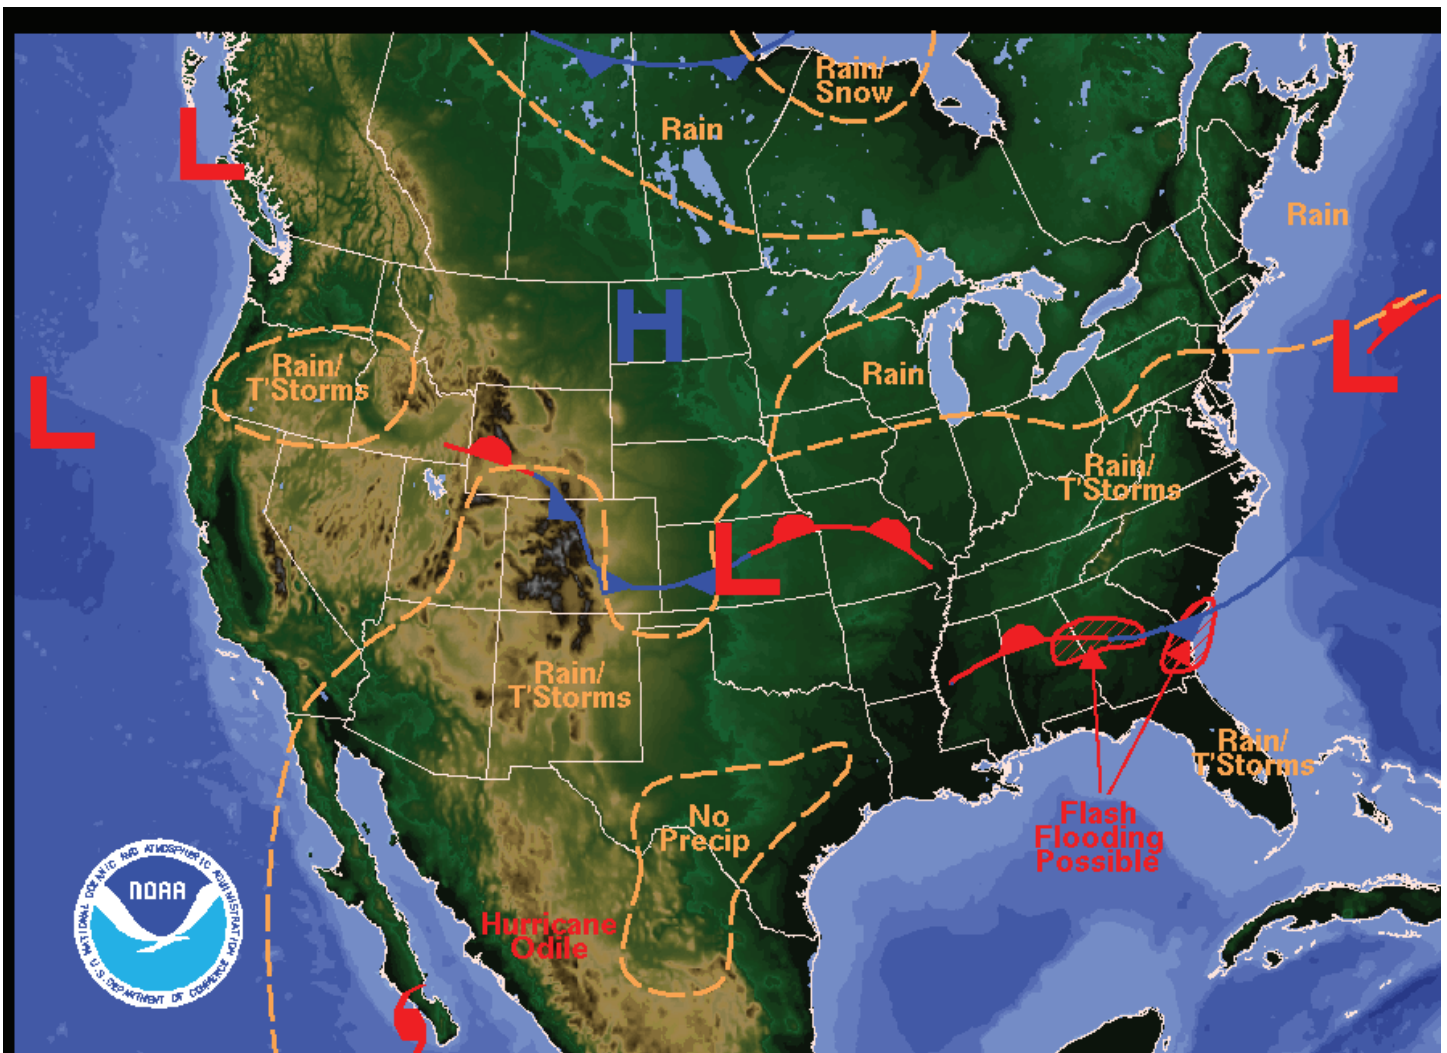 Rain/
Snow
Rain
Rain
L
H
L
L
Rain/
T'Storms
Rain
Rain/
T'Storms
L
Rain/
T'Storms
Rain/
T'Storms
No
Precip
Flash
Flooding
Possible
Hurricane
Odile
NOAA
NATIONAL OCEANIC AND ATMOSPHERIC ADMINISTRATION
U.S. DEPARTMENT OF COMMERCE